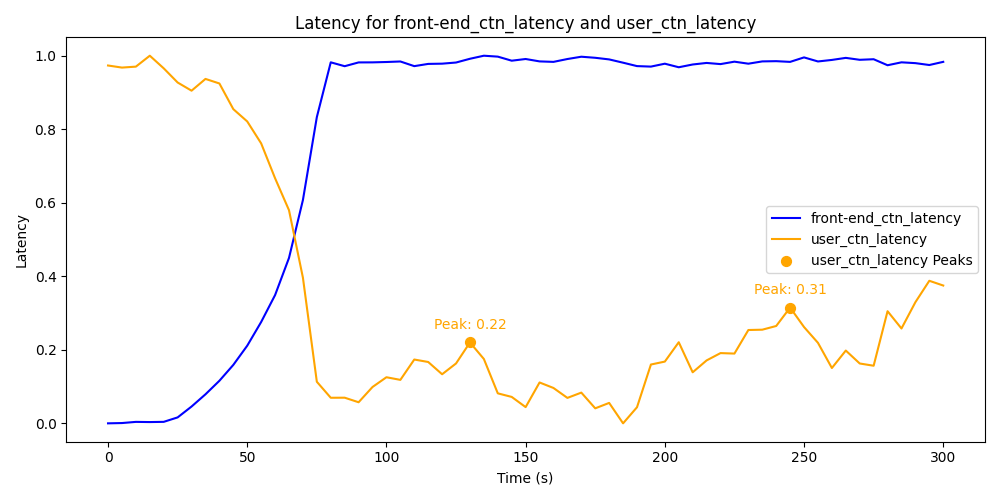 Latency for front-end_ctn_latency and user_ctn_latency
Latency
1.0
0.8
0.6
0.4
0.2
0.0
front-end_ctn_latency
user_ctn_latency
user_ctn_latency Peaks
Peak: 0.31
Peak: 0.22
0 50 100 150 200 250 300
Time (s)